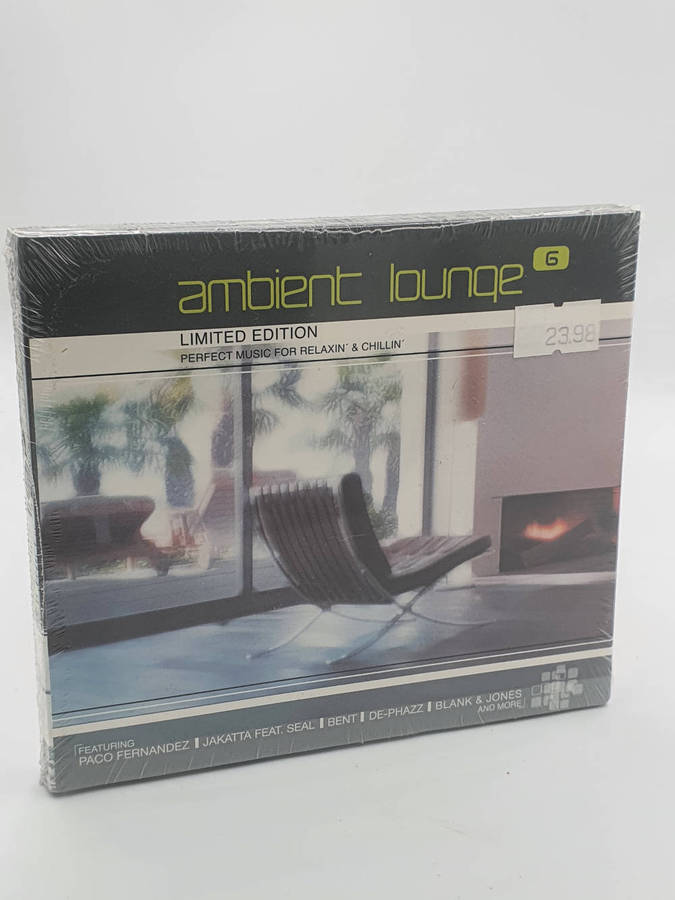 ambient lounge 6
LIMITED EDITION
PERFECT MUSIC FOR RELAXIN´ & CHILLIN´
23.98
FEATURING
PACO FERNANDEZ | JAKATTA FEAT. SEAL | BENT | DE-PHAZZ | BLANK & JONES
AND MORE